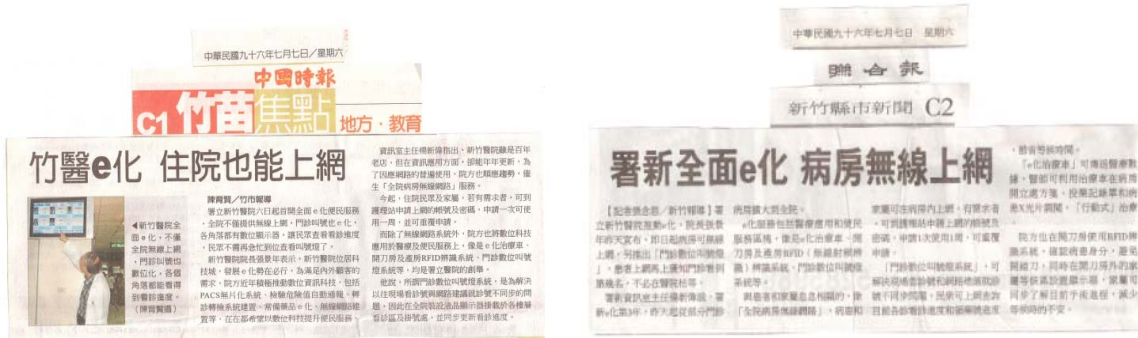 中華民國九十六年七月七日／星期六
中國時報
C1 竹苗焦點 地方・教育
竹醫e化 住院也能上網
陳育賢／竹市報導
署立新竹醫院六日起首開全面e化便民服務
，全院不僅提供無線上網，門診叫號也e化，
各角落都有數位顯示器，讓民眾查看看診進度
，民眾不需再急忙到位查看叫號燈了。
新竹醫院院長張景年表示，新竹醫院位居科
技城，發展e化勢在必行，為滿足內外顧客的
需求，院方近年積極推動數位資訊科技，包括
PACS無片化系統、檢驗危險值自動通報、轉
診轉檢系統建置、常備藥品e化、無線網路建
置等，在在都希望以數位科技提升便民服務。
◀新竹醫院全
面e化，不僅
全院無線上網
，門診叫號也
數位化，各個
角落都能看得
到看診進度。
（陳育賢攝）
資訊室主任楊新偉指出，新竹醫院雖是百年
老店，但在資訊應用方面，卻能年年更新，為
了因應網路的普遍使用，院方也順應趨勢，催
生「全院病房無線網路」服務。
今起，住院民眾及家屬，若有需求者，可到
護理站申請上網的帳號及密碼，申請一次可使
用一周，並可重覆申請。
而除了無線網路系統外，院方也將數位科技
應用於醫療及便民服務上，像是e化治療車、
開刀房及產房RFID辨識系統、門診數位叫號
燈系統等，均是署立醫院的創舉。
他說，所謂門診數位叫號燈系統，是為解決
以往現場看診號與網路建議就診號不同步的問
題，因此在全院裝設液晶顯示器接載於各樓層
看診區及掛號處，並同步更新看診進度。
中華民國九十六年七月七日 星期六
聯合報
新竹縣市新聞 C2
署新全面e化 病房無線上網
【記者張念慈／新竹報導】署
立新竹醫院推動e化，院長張景
年昨天宣布，即日起病房可無線
上網，另推出「門診數位叫號燈
」，患者上網再上張知門診看到
第幾名，不必在醫院枯等。
署新資訊室主任楊新偉說，署
新e化第3年，昨天起從部分門診
病房擴大到全院。
e化服務包括醫療應用和便民
服務區塊，像是e化治療車、開
刀房及產房RFID（無線射頻辨
識）辨識系統、門診數位叫號燈
系統等。
與患者和家屬息息相關的，像
「全院病房無線網路」，病患和
家屬可在病房內上網，有需求者
，可到護理站申請上網的帳號及
密碼，申請1次使用1周，可重覆
申請。
「門診數位叫號燈系統」，可
解決現場看診號和網路建議就診
號不同步問題，民眾可上網查詢
目前各診看診進度和衛藥號進度
，節省等候時間。
「e化治療車」可傳送醫療數
據，醫師可利用治療車在病房
開立處方箋、投藥記錄單和病
患X光片調閱，「行動式」治療
院方也在開刀房使用RFID辨
識系統，確認病患身分，避免
開錯刀，同時在開刀房外的家
屬等候區設置顯示幕，家屬可
同步了解目前手術進程，減少
等候時的不安。